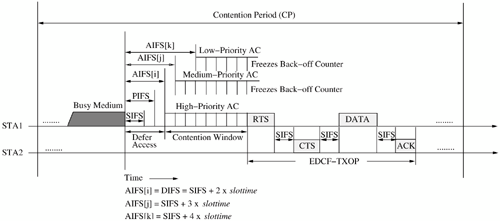 Contention Period (CP)
AIFS[k]
Low-Priority AC
AIFS[j]
Freezes Back-off Counter
AIFS[i]
Medium-Priority AC
Freezes Back-off Counter
PIFS
Busy Medium
High-Priority AC
SIFS
RTS
DATA
STA1
........
........
Defer
Access
Contention Window
SIFS
SIFS
SIFS
CTS
ACK
STA2
........
EDCF-TXOP
........
Time
AIFS[i] = DIFS = SIFS + 2 x slottime
AIFS[j] = SIFS + 3 x slottime
AIFS[k] = SIFS + 4 x slottime